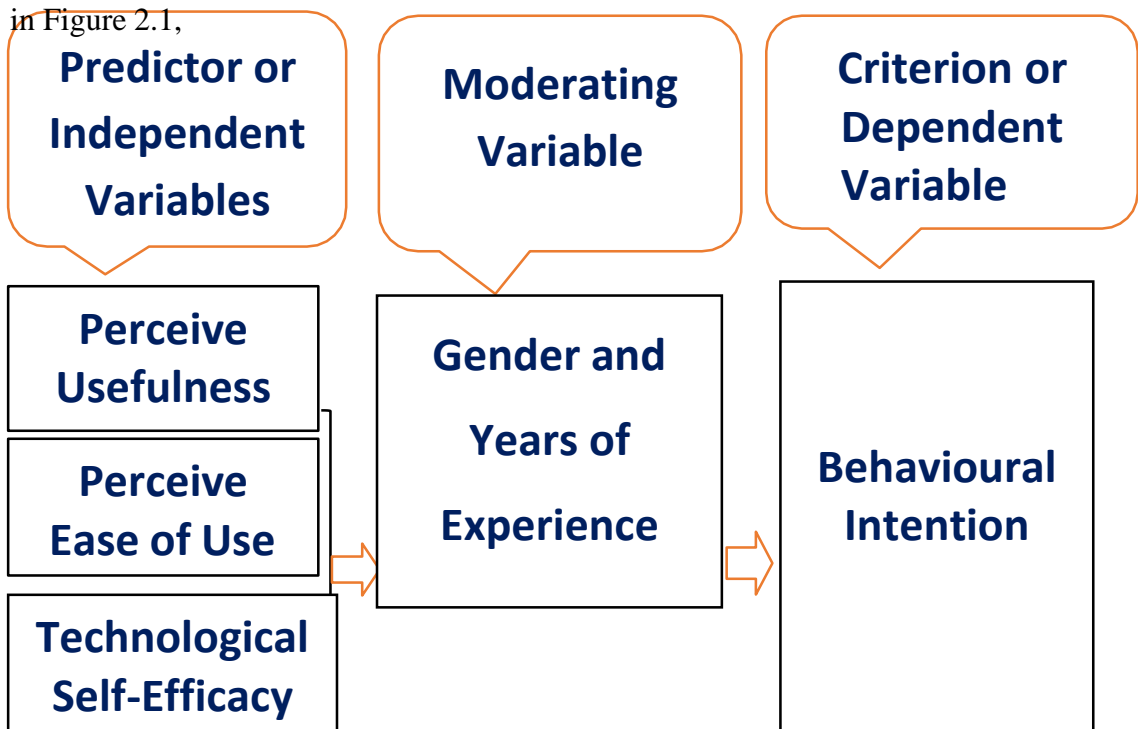 in Figure 2.1,
Predictor or
Independent
Variables
Moderating
Variable
Criterion or
Dependent
Variable
Perceive
Usefulness
Perceive
Ease of Use
Technological
Self-Efficacy
Gender and
Years of
Experience
Behavioural
Intention